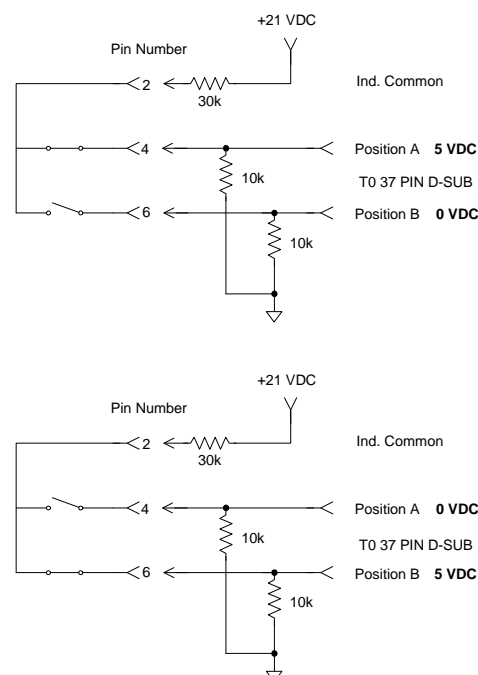 +21 VDC
Pin Number
2
30k
Ind. Common
4
Position A 5 VDC
10k
T0 37 PIN D-SUB
6
Position B 0 VDC
10k
+21 VDC
Pin Number
2
30k
Ind. Common
4
Position A 0 VDC
10k
T0 37 PIN D-SUB
6
Position B 5 VDC
10k